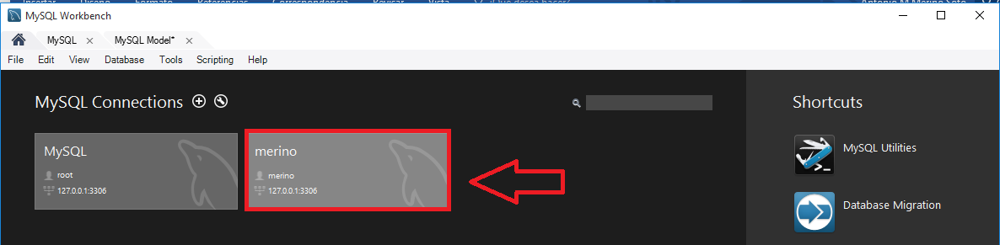 MySQL Workbench
MySQL
MySQL Model*
File Edit View Database Tools Scripting Help
MySQL Connections
MySQL
root
127.0.0.1:3306
merino
merino
127.0.0.1:3306
Shortcuts
MySQL Utilities
Database Migration